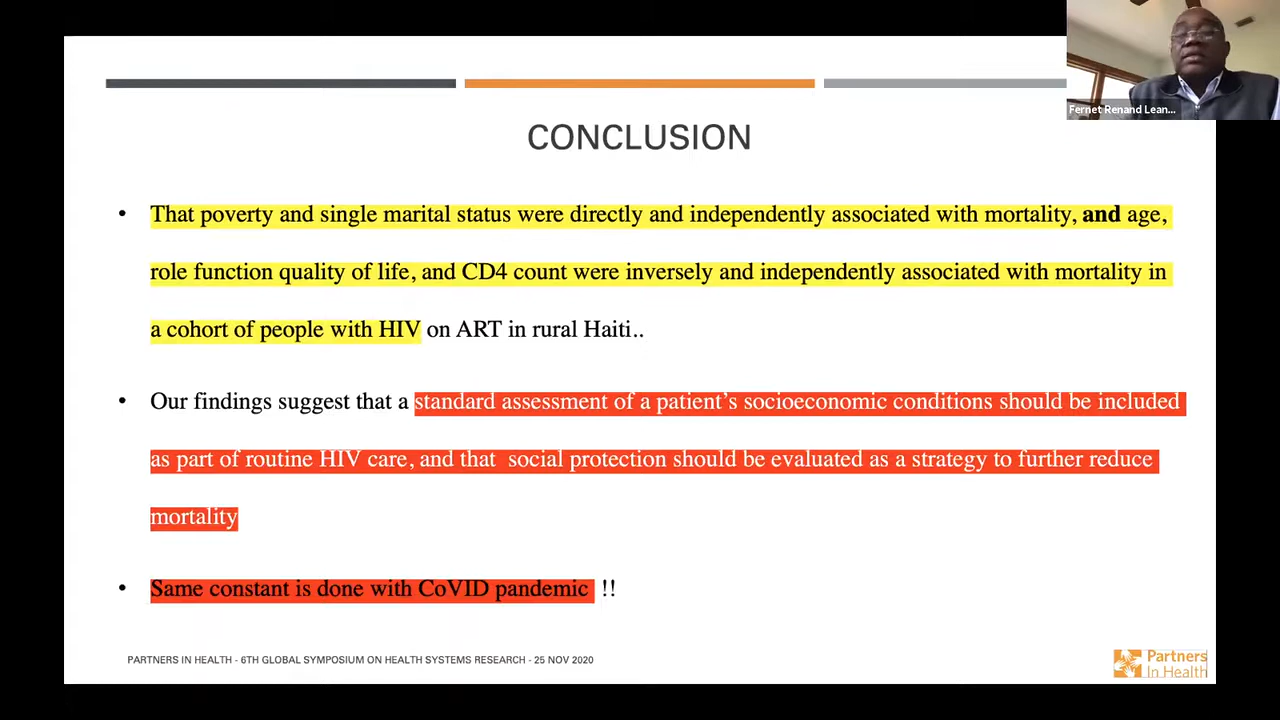 Fernet Renand Lean...
CONCLUSION
• That poverty and single marital status were directly and independently associated with mortality, and age,
role function quality of life, and CD4 count were inversely and independently associated with mortality in
a cohort of people with HIV on ART in rural Haiti..
• Our findings suggest that a standard assessment of a patient’s socioeconomic conditions should be included
as part of routine HIV care, and that social protection should be evaluated as a strategy to further reduce
mortality
• Same constant is done with CoVID pandemic !!
PARTNERS IN HEALTH - 6TH GLOBAL SYMPOSIUM ON HEALTH SYSTEMS RESEARCH - 25 NOV 2020
Partners
In Health